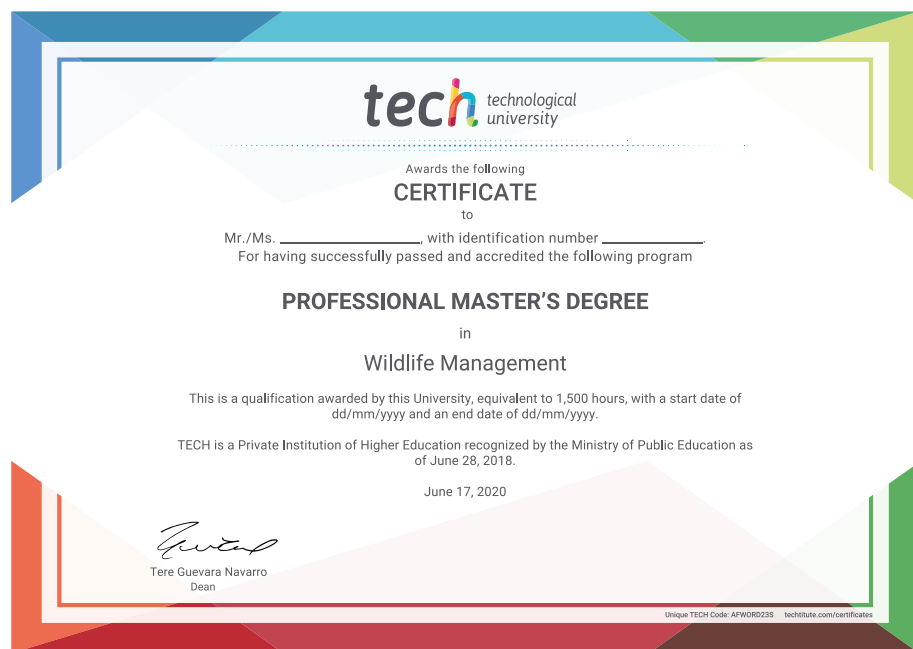 tech technological
university
Awards the following
CERTIFICATE
to
Mr./Ms. ____________________, with identification number ______________.
For having successfully passed and accredited the following program
PROFESSIONAL MASTER’S DEGREE
in
Wildlife Management
This is a qualification awarded by this University, equivalent to 1,500 hours, with a start date of
dd/mm/yyyy and an end date of dd/mm/yyyy.
TECH is a Private Institution of Higher Education recognized by the Ministry of Public Education as
of June 28, 2018.
June 17, 2020
Tere Guevara Navarro
Dean
Unique TECH Code: AFWORD23S techtitute.com/certificates